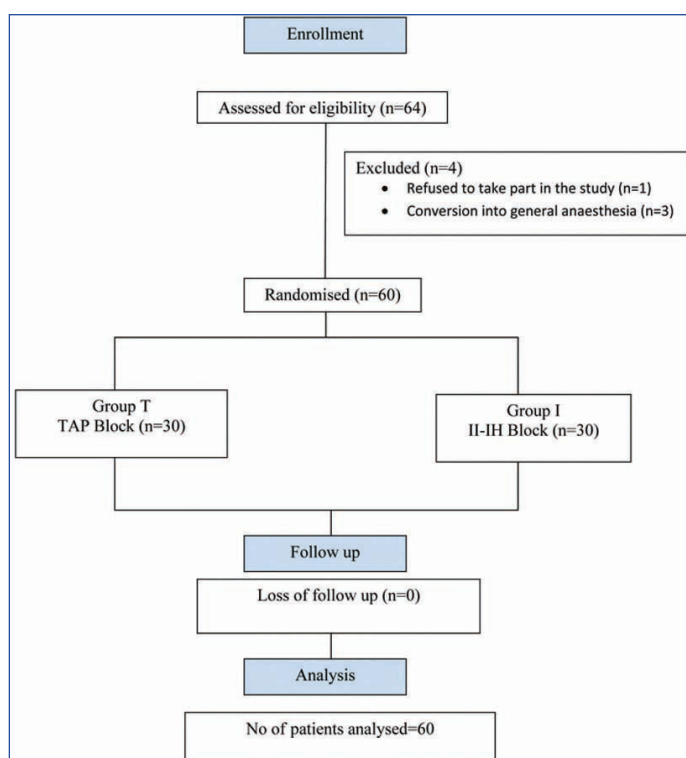 Enrollment
Assessed for eligibility (n=64)
Excluded (n=4)
• Refused to take part in the study (n=1)
• Conversion into general anaesthesia (n=3)
Randomised (n=60)
Group T
TAP Block (n=30)
Group I
II-IH Block (n=30)
Follow up
Loss of follow up (n=0)
Analysis
No of patients analysed=60